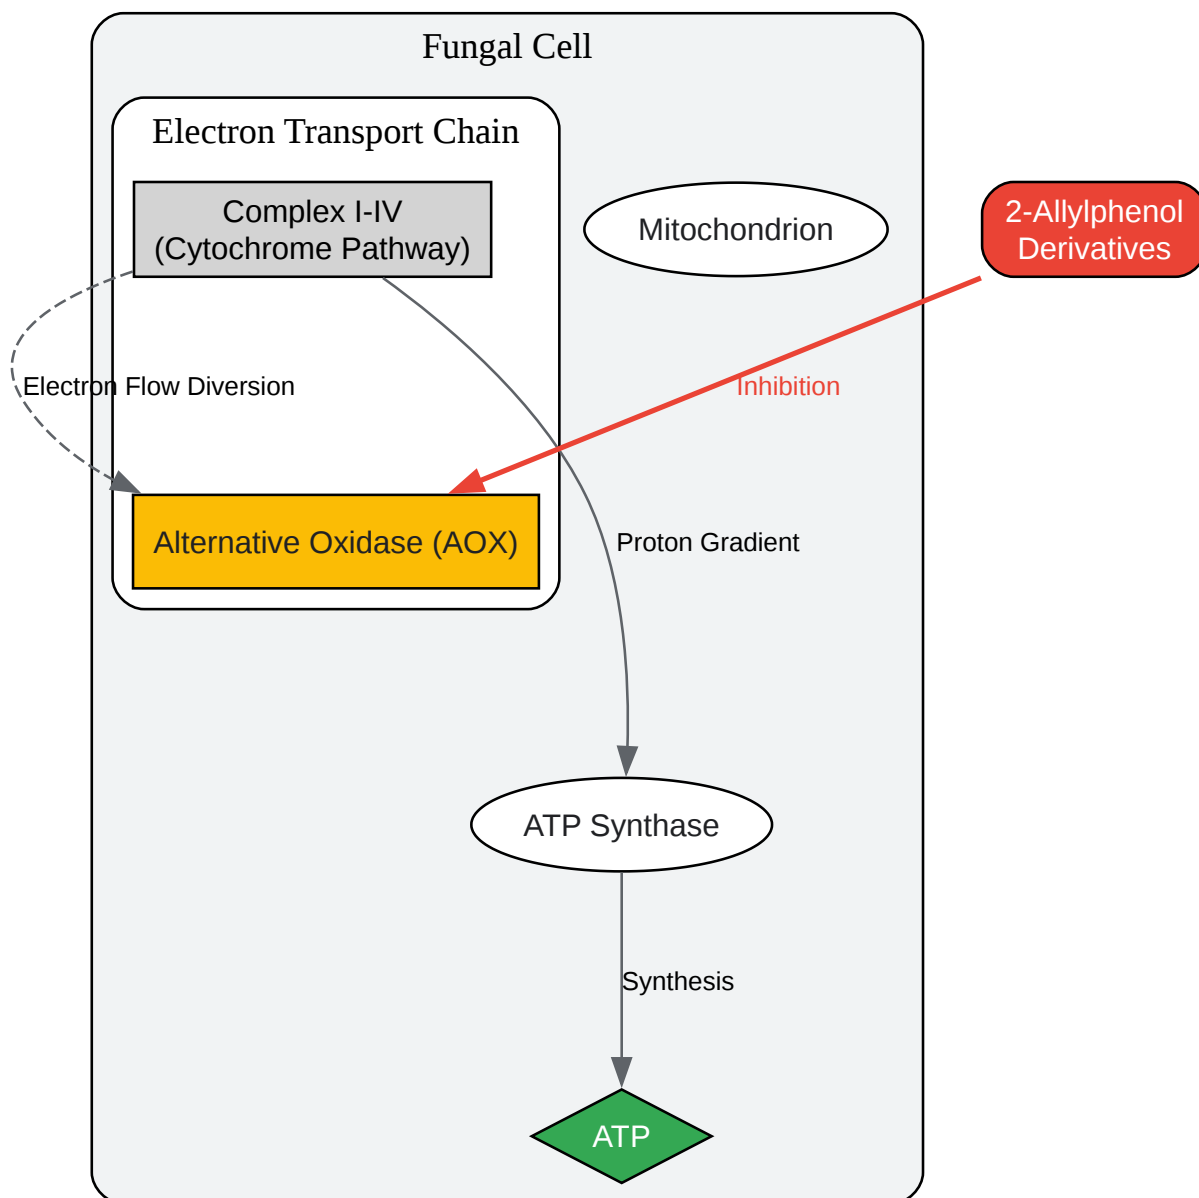 Fungal Cell
Electron Transport Chain
Complex I-IV
(Cytochrome Pathway)
Mitochondrion
2-Allylphenol
Derivatives
Electron Flow Diversion
Inhibition
Alternative Oxidase (AOX)
Proton Gradient
ATP Synthase
Synthesis
ATP